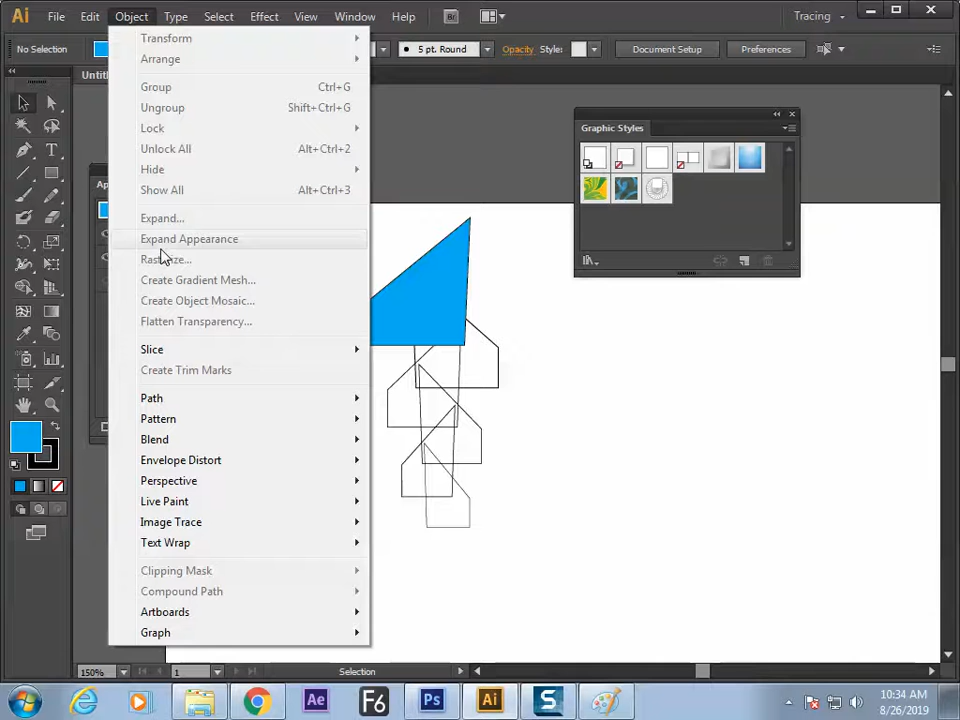 Ai File Edit Object Type Select Effect View Window Help Br Tracing
No Selection 5 pt. Round Opacity Style: Document Setup Preferences
Untit
Transform
Arrange
Group Ctrl+G
Ungroup Shift+Ctrl+G
Lock
Unlock All Alt+Ctrl+2
Hide
Show All Alt+Ctrl+3
Expand...
Expand Appearance
Create Gradient Mesh...
Create Object Mosaic...
Flatten Transparency...
Slice
Create Trim Marks
Path
Pattern
Blend
Envelope Distort
Perspective
Live Paint
Image Trace
Text Wrap
Clipping Mask
Compound Path
Artboards
Graph
Graphic Styles
150% 1 Selection
Ae F6 Ps Ai S
10:34 AM
8/26/2019